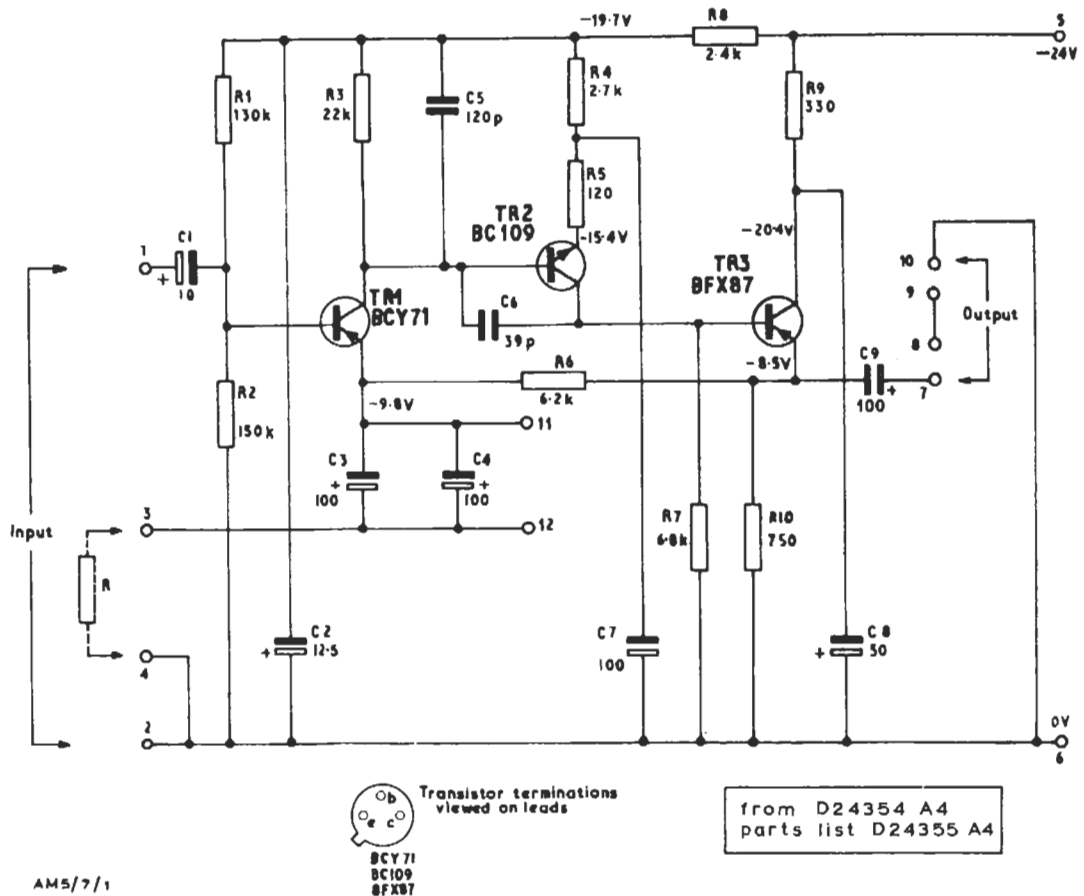 -19.7V
R8
2.4k
5
-24V
R1
130k
R3
22k
C5
120p
R4
2.7k
R9
330
R5
120
TR2
BC109
-15.4V
-20.4V
1
C1
+
10
TR1
BCY71
C6
39p
TR3
BFX87
10
9
8
7
Output
R2
150k
-9.8V
R6
6.2k
-8.5V
C9
+
100
11
C3
+
100
C4
+
100
12
Input
3
R
4
R7
6.8k
R10
750
C2
+
12.5
C7
100
C8
+
50
2
0V
6
Transistor terminations
viewed on leads
b
e c
BCY71
BC109
BFX87
from D24354 A4
parts list D24355 A4
AM5/7/1